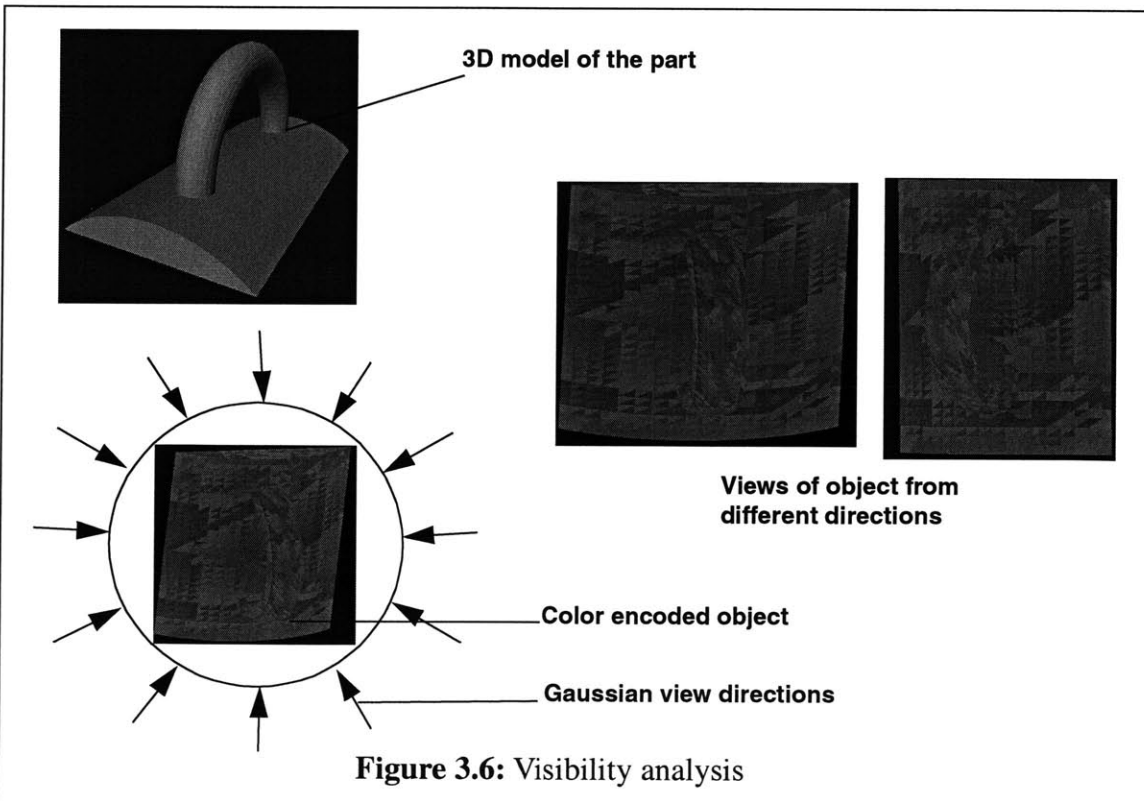 3D model of the part
Views of object from
different directions
Color encoded object
Gaussian view directions
Figure 3.6: Visibility analysis